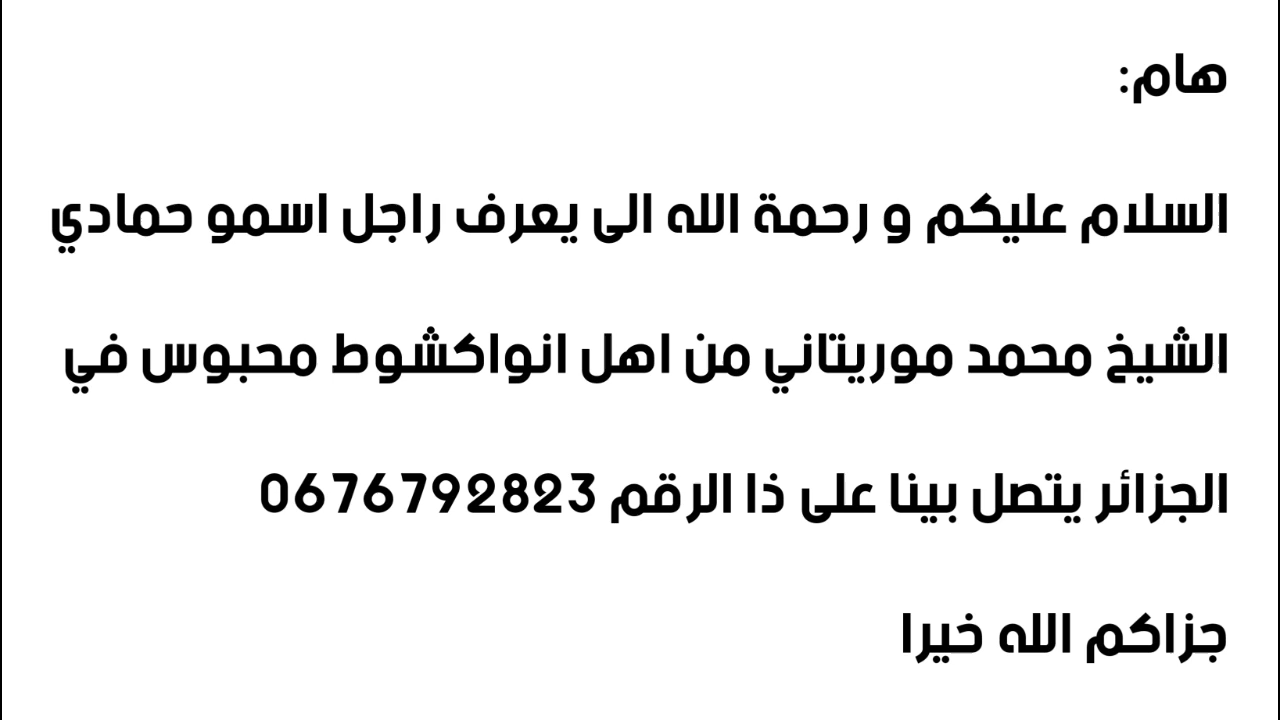 هام:
السلام عليكم و رحمة الله الى يعرف راجل اسمو حمادي
الشيخ محمد موريتاني من اهل انواكشوط محبوس في
الجزائر يتصل بينا على ذا الرقم 0676792823
جزاكم الله خيرا